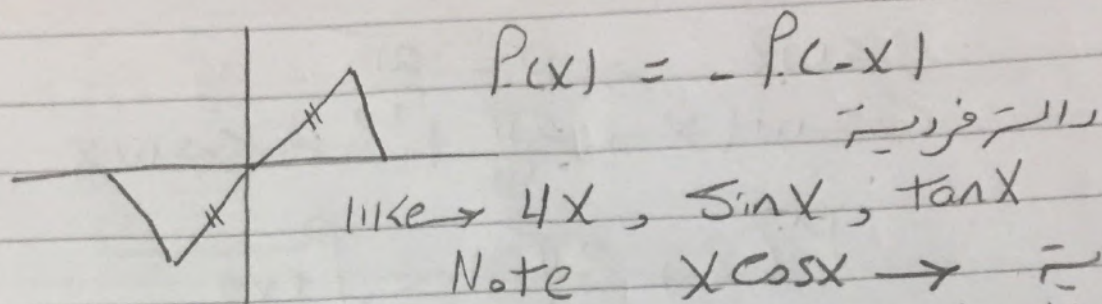 f(x) = - f(-x)
دالة فردية
like → 4x , sinx , tanx
Note xcosx →